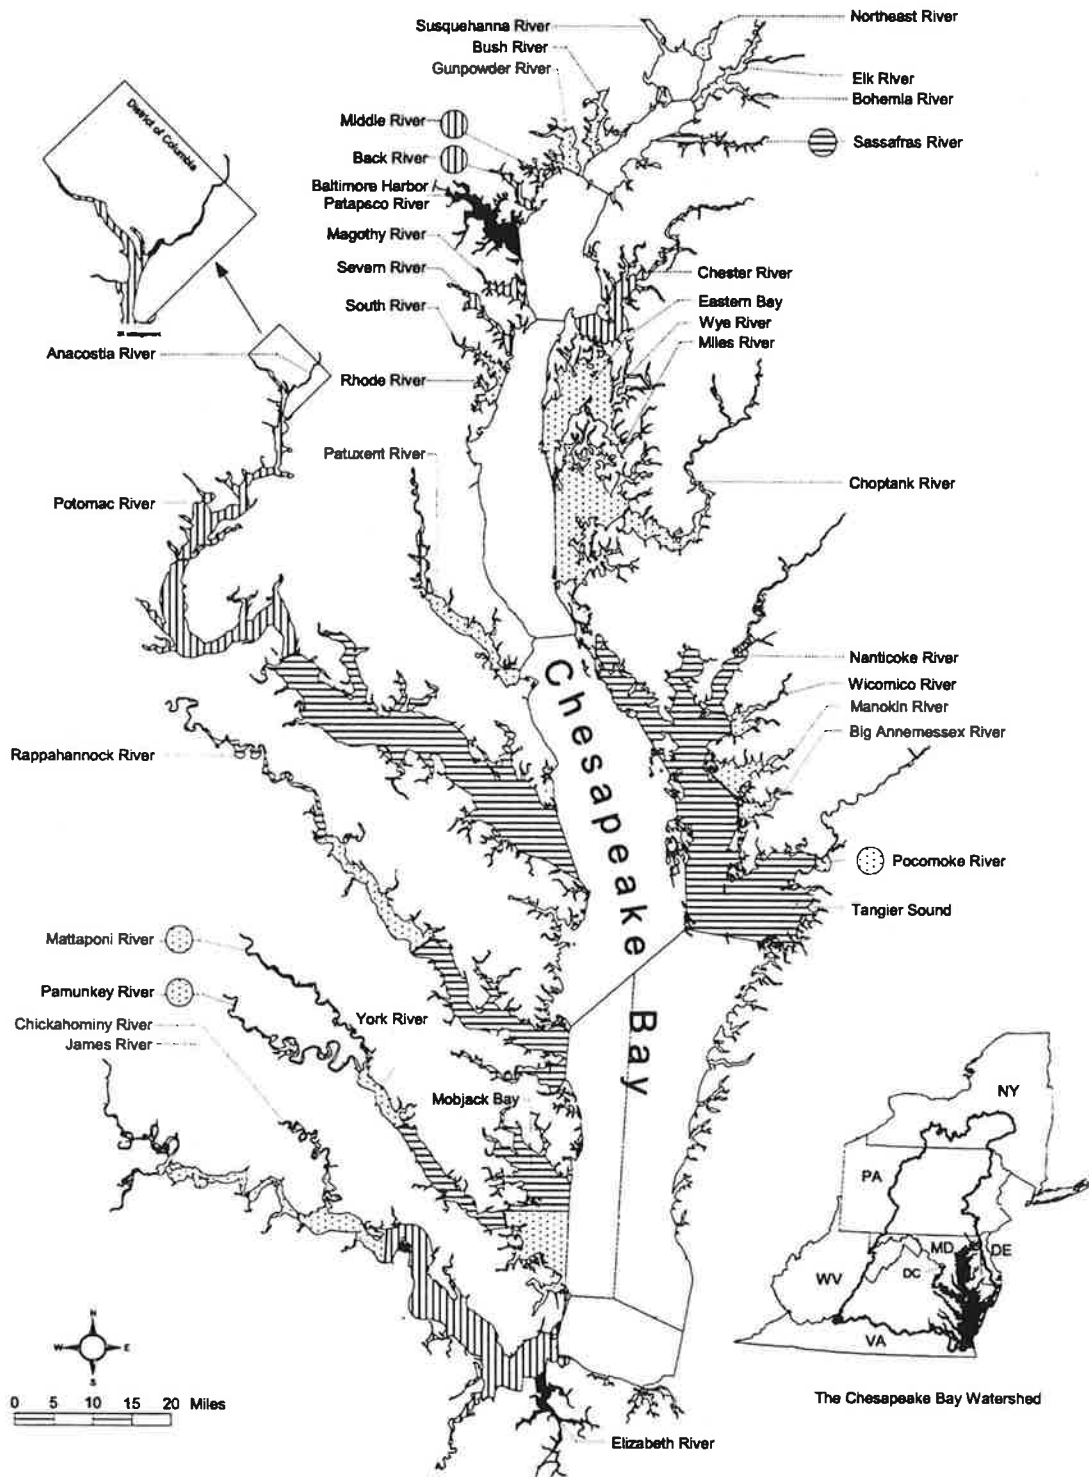 Susquehanna River
Northeast River
Bush River
Gunpowder River
Elk River
Bohemia River
Middle River
Sassafras River
Back River
District of Columbia
Baltimore Harbor
Patapsco River
Magothy River
Severn River
Chester River
South River
Eastern Bay
Wye River
Miles River
Anacostia River
Rhode River
Patuxent River
Choptank River
Potomac River
Nanticoke River
Wicomico River
Manokin River
Big Annemessex River
Rappahannock River
Chesapeake Bay
Pocomoke River
Tangier Sound
Mattaponi River
Pamunkey River
York River
Chickahominy River
James River
Mobjack Bay
NY
PA
MD
DE
DC
WV
VA
N
W E
S
0 5 10 15 20 Miles
The Chesapeake Bay Watershed
Elizabeth River